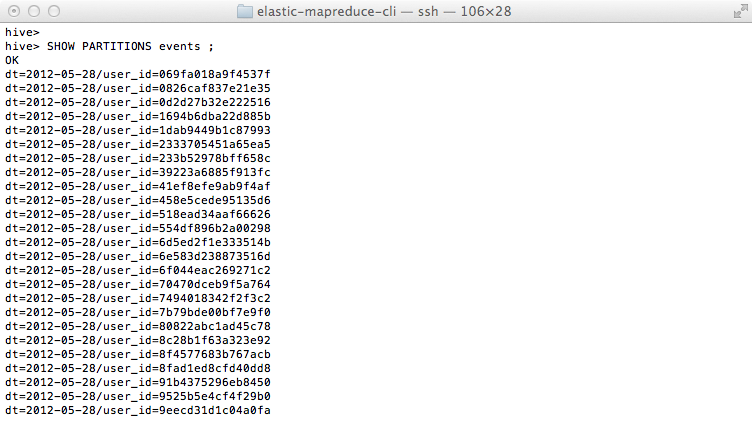 elastic-mapreduce-cli — ssh — 106×28
hive>
hive> SHOW PARTITIONS events ;
OK
dt=2012-05-28/user_id=069fa018a9f4537f
dt=2012-05-28/user_id=0826caf837e21e35
dt=2012-05-28/user_id=0d2d27b32e222516
dt=2012-05-28/user_id=1694b6dba22d885b
dt=2012-05-28/user_id=1dab9449b1c87993
dt=2012-05-28/user_id=2333705451a65ea5
dt=2012-05-28/user_id=233b52978bff658c
dt=2012-05-28/user_id=39223a6885f913fc
dt=2012-05-28/user_id=41ef8efe9ab9f4af
dt=2012-05-28/user_id=458e5cede95135d6
dt=2012-05-28/user_id=518ead34aaf66626
dt=2012-05-28/user_id=554df896b2a00298
dt=2012-05-28/user_id=6d5ed2f1e333514b
dt=2012-05-28/user_id=6e583d238873516d
dt=2012-05-28/user_id=6f044eac269271c2
dt=2012-05-28/user_id=70470dceb9f5a764
dt=2012-05-28/user_id=7494018342f2f3c2
dt=2012-05-28/user_id=7b79bde00bf7e9f0
dt=2012-05-28/user_id=80822abc1ad45c78
dt=2012-05-28/user_id=8c28b1f63a323e92
dt=2012-05-28/user_id=8f4577683b767acb
dt=2012-05-28/user_id=8fad1ed8cfd40dd8
dt=2012-05-28/user_id=91b4375296eb8450
dt=2012-05-28/user_id=9525b5e4cf4f29b0
dt=2012-05-28/user_id=9eecd31d1c04a0fa